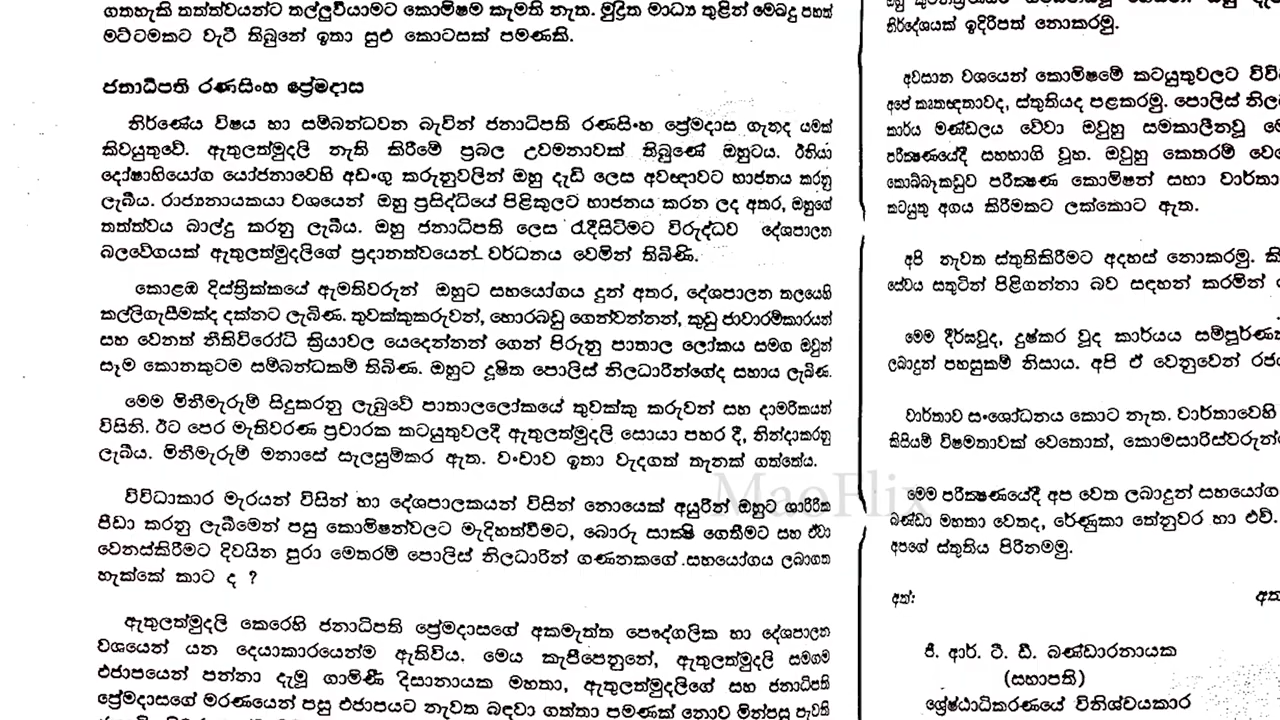 ගතහැකි තත්ත්වයන්ට තල්ලුවීයාමට කොමිෂම කැමති නැත. මුද්‍රිත මාධ්‍ය තුළින් මෙබදු පහත්
මට්ටමකට වැටී තිබුනේ ඉතා සුළු කොටසක් පමණකි.
ජනාධිපති රණසිංහ ප්‍රේමදාස
නිර්ණේය විෂය හා සම්බන්ධවන බැවින් ජනාධිපති රණසිංහ ප්‍රේමදාස ගැනද යමක්
කිවයුතුවේ. ඇතුලත්මුදලි නැති කිරීමේ ප්‍රබල උවමනාවක් තිබුණේ ඔහුටය. ඊනියා
දෝෂාභියෝග යෝජනාවෙහි අඩංගු කරුනුවලින් ඔහු දැඩි ලෙස අවඥාවට භාජනය කරනු
ලැබීය. රාජ්‍යනායකයා වශයෙන් ඔහු ප්‍රසිද්ධියේ පිළිකුලට භාජනය කරන ලද අතර, ඔහුගේ
තත්ත්වය බාල්දු කරනු ලැබීය. ඔහු ජනාධිපති ලෙස රැදීසිටිමට විරුද්ධව දේශපාලන
බලවේගයක් ඇතුලත්මුදලිගේ ප්‍රදානත්වයෙන් වර්ධනය වෙමින් තිබිණි.
කොළඹ දිස්ත්‍රික්කයේ ඇමතිවරුන් ඔහුට සහයෝගය දුන් අතර, දේශපාලන තලයෙහි
කල්ලිගැසීමක්ද දක්නට ලැබිණ. තුවක්කුකරුවන්, හොරබඩු ගෙන්වන්නන්, කුඩු ජාවාරම්කාරයන්
සහ වෙනත් නීතිවිරෝධී ක්‍රියාවල යෙදෙන්නන් ගෙන් පිරුනු පාතාල ලෝකය සමග ඔවුන්
සෑම කොනකුටම සම්බන්ධකම් තිබිණ. ඔහුට දූෂිත පොලිස් නිලධාරීන්ගේද සහාය ලැබිණ.
මෙම මිනීමැරුම් සිදුකරනු ලැබුවේ පාතාලලෝකයේ තුවක්කු කරුවන් සහ දාමරිකයන්
විසිනි. ඊට පෙර මැතිවරණ ප්‍රචාරක කටයුතුවලදී ඇතුලත්මුදලි සොයා පහර දී, නින්දාකරනු
ලැබීය. මිනීමැරුම් මනාසේ සැලසුම්කර ඇත. වංචාව ඉතා වැදගත් තැනක් ගත්තේය.
විවිධාකාර මැරයන් විසින් හා දේශපාලකයන් විසින් නොයෙක් අයුරින් ඔහුට ශාරීරික
පීඩා කරනු ලැබීමෙන් පසු කොමිෂන්වලට මැදිහත්වීමට, බොරු සාක්ෂි ගෙතීමට සහ ඒවා
වෙනස්කිරීමට දිවයින පුරා මෙතරම් පොලිස් නිලධාරින් ගණනකගේ සහයෝගය ලබාගත
හැක්කේ කාට ද ?
ඇතුලත්මුදලි කෙරෙහි ජනාධිපති ප්‍රේමදාසගේ අකමැත්ත පෞද්ගලික හා දේශපාලන
වශයෙන් යන දෙයාකාරයෙන්ම ඇතිවිය. මෙය කැපීපෙනුනේ, ඇතුලත්මුදලි සමගම
එජාපයෙන් පන්නා දැමූ ගාමිණී දිසානායක මහතා, ඇතුලත්මුදලිගේ සහ ජනාධිපති
ප්‍රේමදාසගේ මරණයෙන් පසු එජාපයට නැවත බඳවා ගත්තා පමණක් නොව මින්පසු පැවති
නිර්දේශයක් ඉදිරිපත් නොකරමු.
අවසාන වශයෙන් කොමිෂමේ කටයුතුවලට
අපේ කෘතඥතාවද, ස්තුතියද පළකරමු. පොලිස්
කාර්ය මණ්ඩලය වේවා ඔවුහු සමකාලීනවූ
පරීක්ෂණයේදී සහභාගි වූහ. ඔවුහු කෙතරම්
කොබ්බෑකඩුව පරීක්ෂණ කොමිෂන් සභා
කටයුතු අගය කිරීමකට ලක්කොට ඇත.
අපි නැවත ස්තුතිකිරීමට අදහස් නොකරමු.
සේවය සතුටින් පිළිගන්නා බව සඳහන් කරමින්
මෙම දීර්ඝවූද, දුෂ්කර වූද කාර්යය
ලබාදුන් පහසුකම් නිසාය. අපි ඒ වෙනුවෙන්
වාර්තාව සංශෝධනය කොට නැත. වාර්තාවෙහි
කිසියම් විෂමතාවක් වෙතොත්,
මෙම පරීක්ෂණයේදී අප වෙත ලබාදුන් සහයෝග
බණ්ඩා මහතා වෙතද, රේණුකා තේනුවර හා එච්.
අපගේ ස්තුතිය පිරිනමමු.
අත්:
ජී. ආර්. ටී. ඩී. බණ්ඩාරනායක
(සභාපති)
ශ්‍රේෂ්ඨාධිකරණයේ විනිශ්චයකාර
MaoFlix